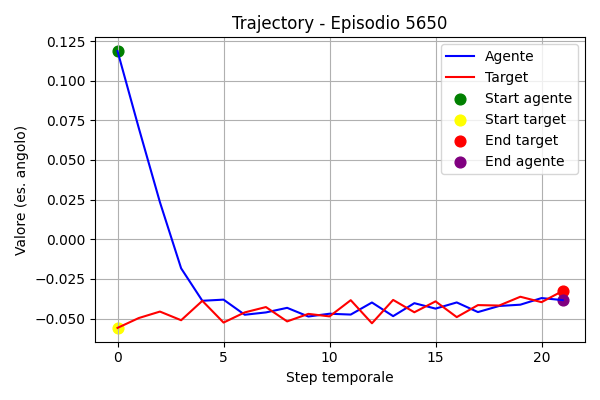 Trajectory - Episodio 5650
0.125
0.100
0.075
0.050
0.025
0.000
−0.025
−0.050
Valore (es. angolo)
Agente
Target
Start agente
Start target
End target
End agente
0
5
10
15
20
Step temporale